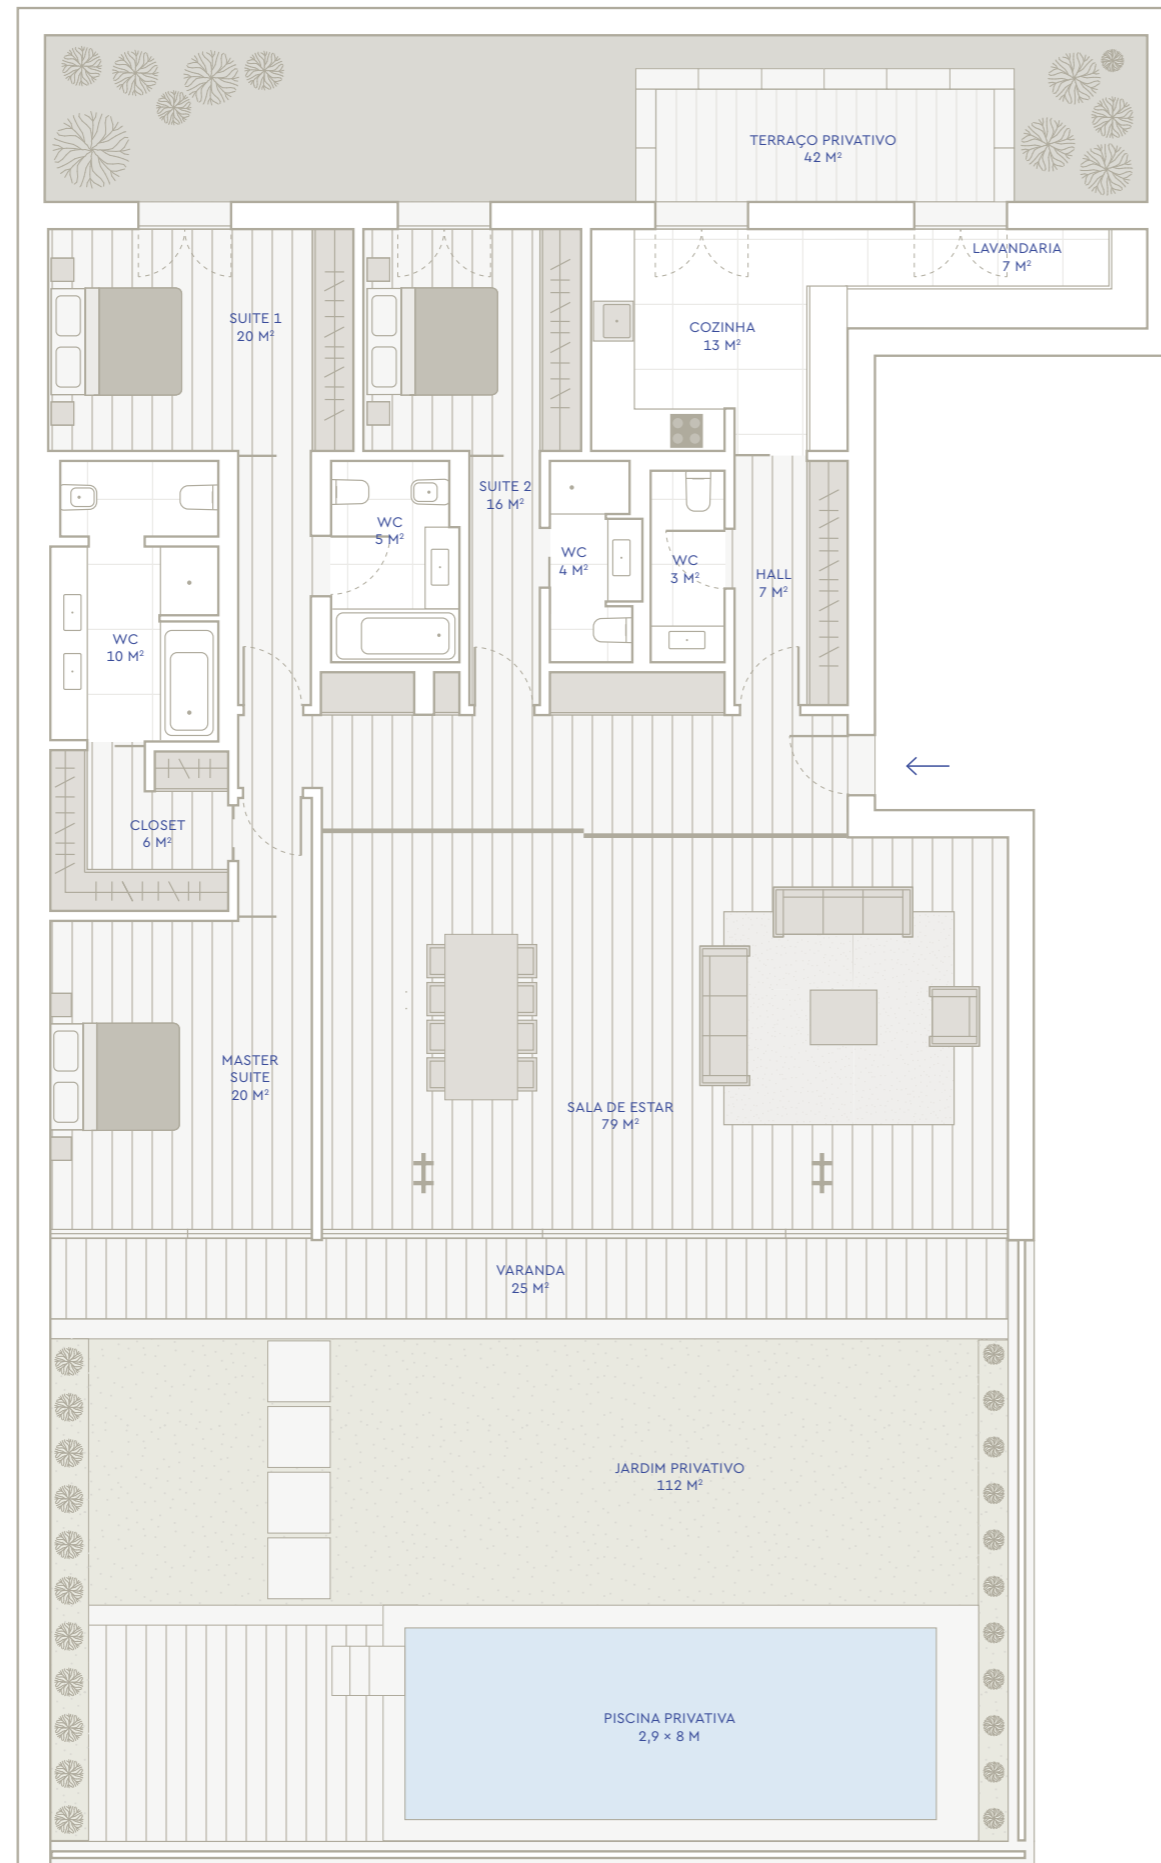 TERRAÇO PRIVATIVO
42 M²
LAVANDARIA
7 M²
SUITE 1
20 M²
COZINHA
13 M²
SUITE 2
16 M²
WC
5 M²
WC
4 M²
WC
3 M²
HALL
7 M²
WC
10 M²
CLOSET
6 M²
MASTER
SUITE
20 M²
SALA DE ESTAR
79 M²
VARANDA
25 M²
JARDIM PRIVATIVO
112 M²
PISCINA PRIVATIVA
2,9 × 8 M